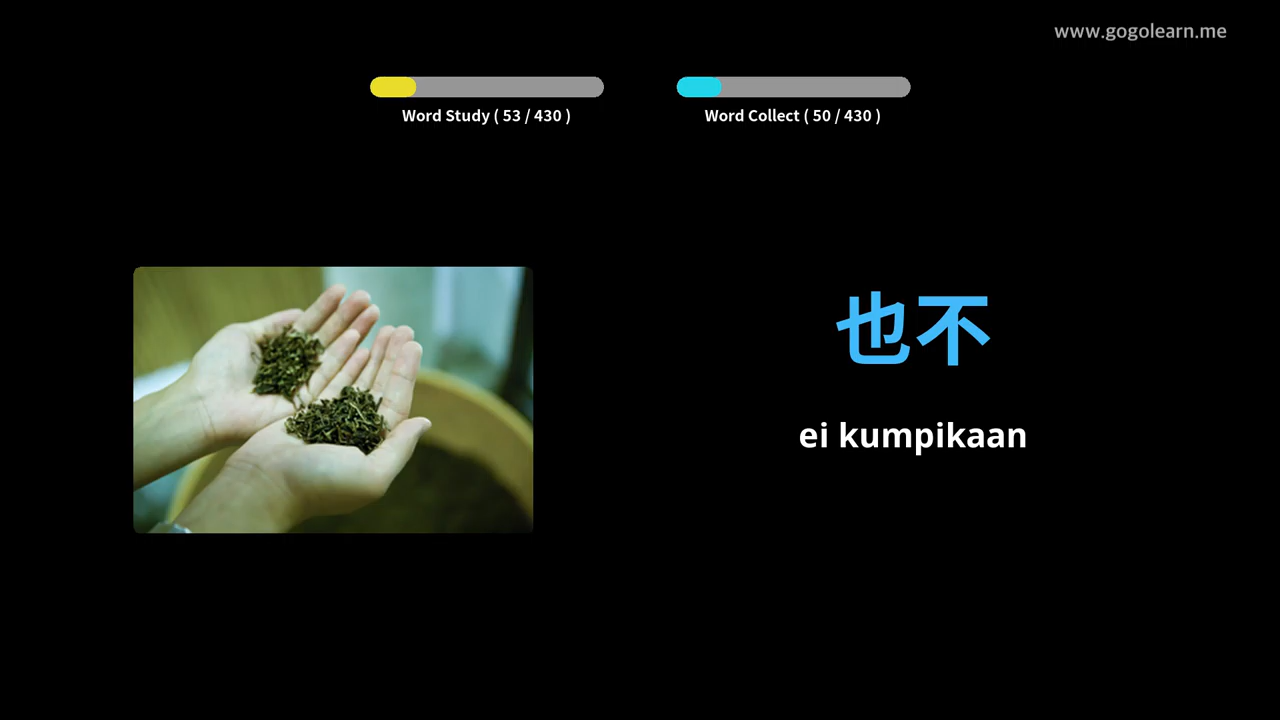 www.gogolearn.me
Word Study ( 53 / 430 )
Word Collect ( 50 / 430 )
也不
ei kumpikaan